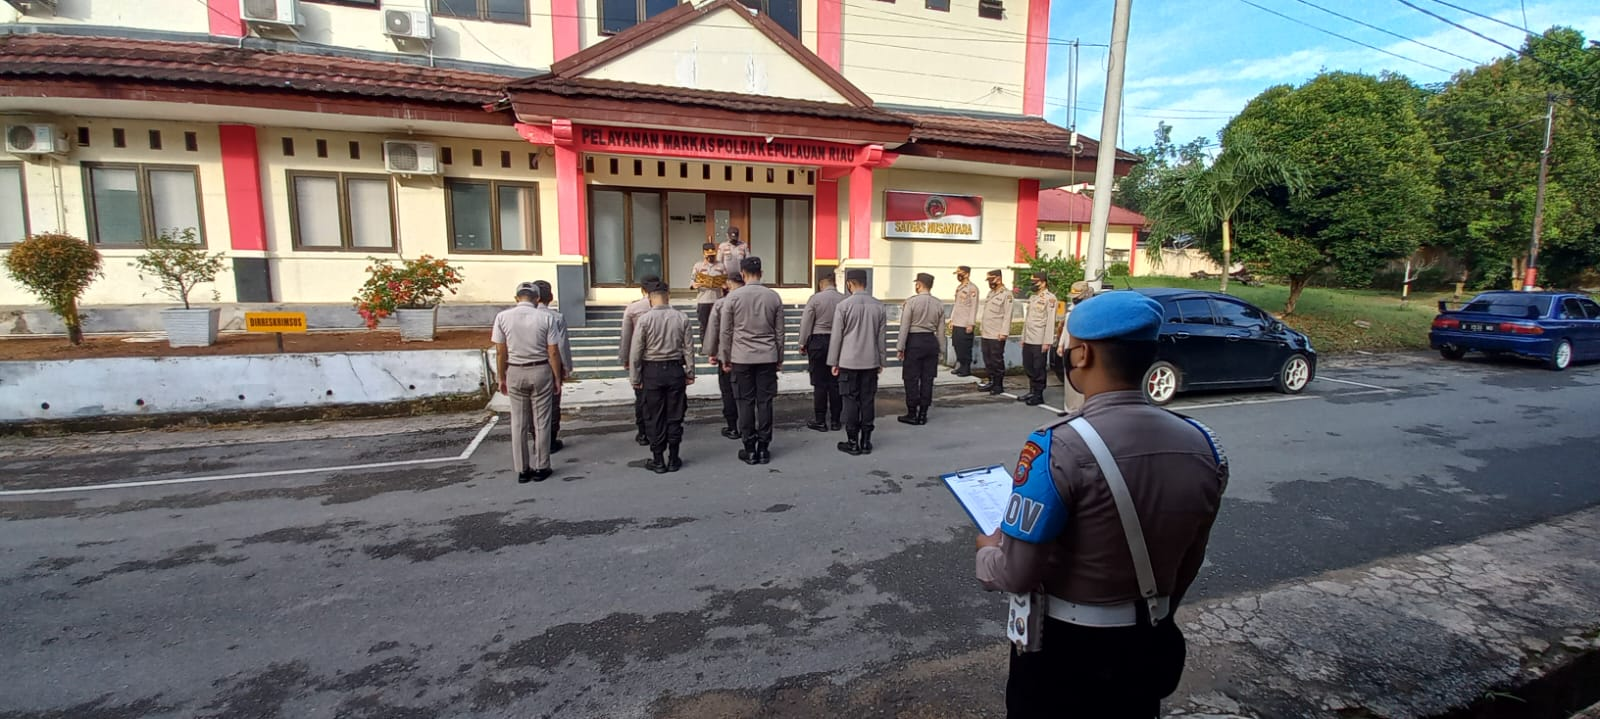 PELAYANAN MARKAS POLDA KEPULAUAN RIAU
SATGAS NUSANTARA
DIRRESKRIMSUS
OV